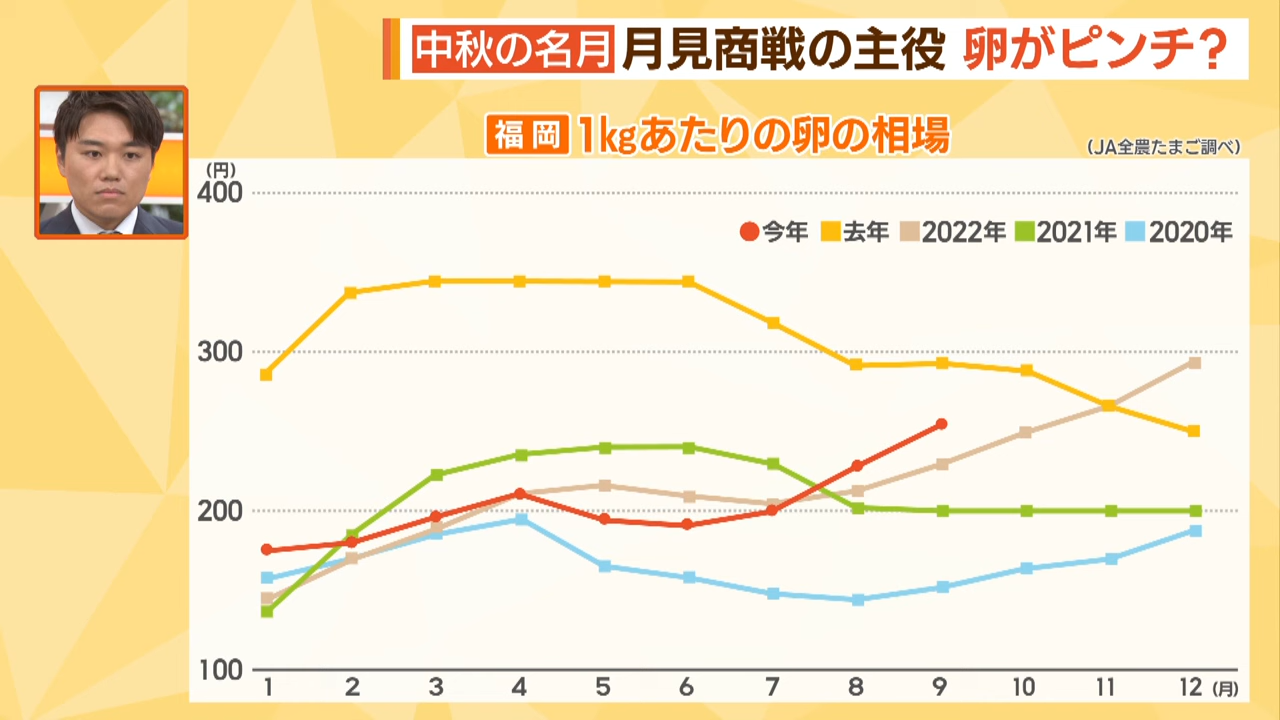 中秋の名月 月見商戦の主役 卵がピンチ?
福岡 1kgあたりの卵の相場
(JA全農たまご調べ)
(円)
400
今年 去年 2022年 2021年 2020年
300
200
100
1 2 3 4 5 6 7 8 9 10 11 12 (月)